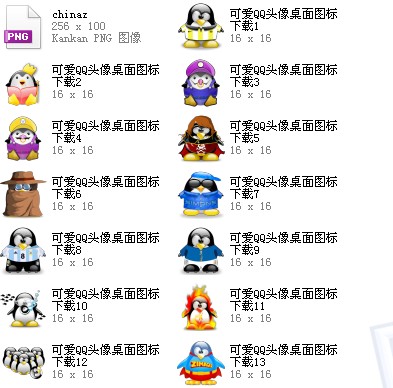 PNG
chinaz
256 x 100
Kankan PNG 图像
可爱QQ头像桌面图标
下载1
16 x 16
可爱QQ头像桌面图标
下载2
16 x 16
可爱QQ头像桌面图标
下载3
16 x 16
可爱QQ头像桌面图标
下载4
16 x 16
可爱QQ头像桌面图标
下载5
16 x 16
可爱QQ头像桌面图标
下载6
16 x 16
可爱QQ头像桌面图标
下载7
16 x 16
可爱QQ头像桌面图标
下载8
16 x 16
8
可爱QQ头像桌面图标
下载9
16 x 16
可爱QQ头像桌面图标
下载10
16 x 16
可爱QQ头像桌面图标
下载11
16 x 16
可爱QQ头像桌面图标
下载12
16 x 16
可爱QQ头像桌面图标
下载13
16 x 16